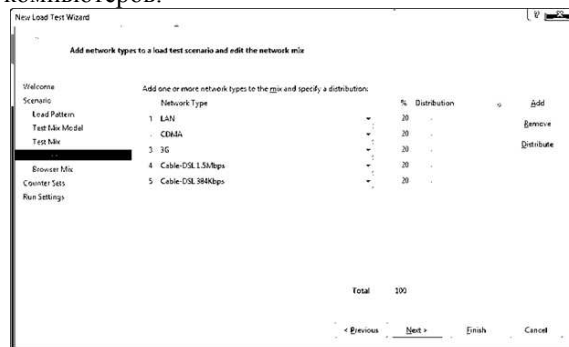 компьютеров.
New Load Test Wizard
Add network types to a load test scenario and edit the network mix
Welcome
Scenario
Load Pattern
Test Mix Model
Test Mix
Browser Mix
Counter Sets
Run Settings
Add one or more network types to the mix and specify a distribution:
Network Type % Distribution
1 LAN 20
CDMA 20
3 3G 20
4 Cable-DSL 1.5Mbps 20
5 Cable-DSL 384Kbps 20
Add
Remove
Distribute
Total 100
< Previous Next > Finish Cancel